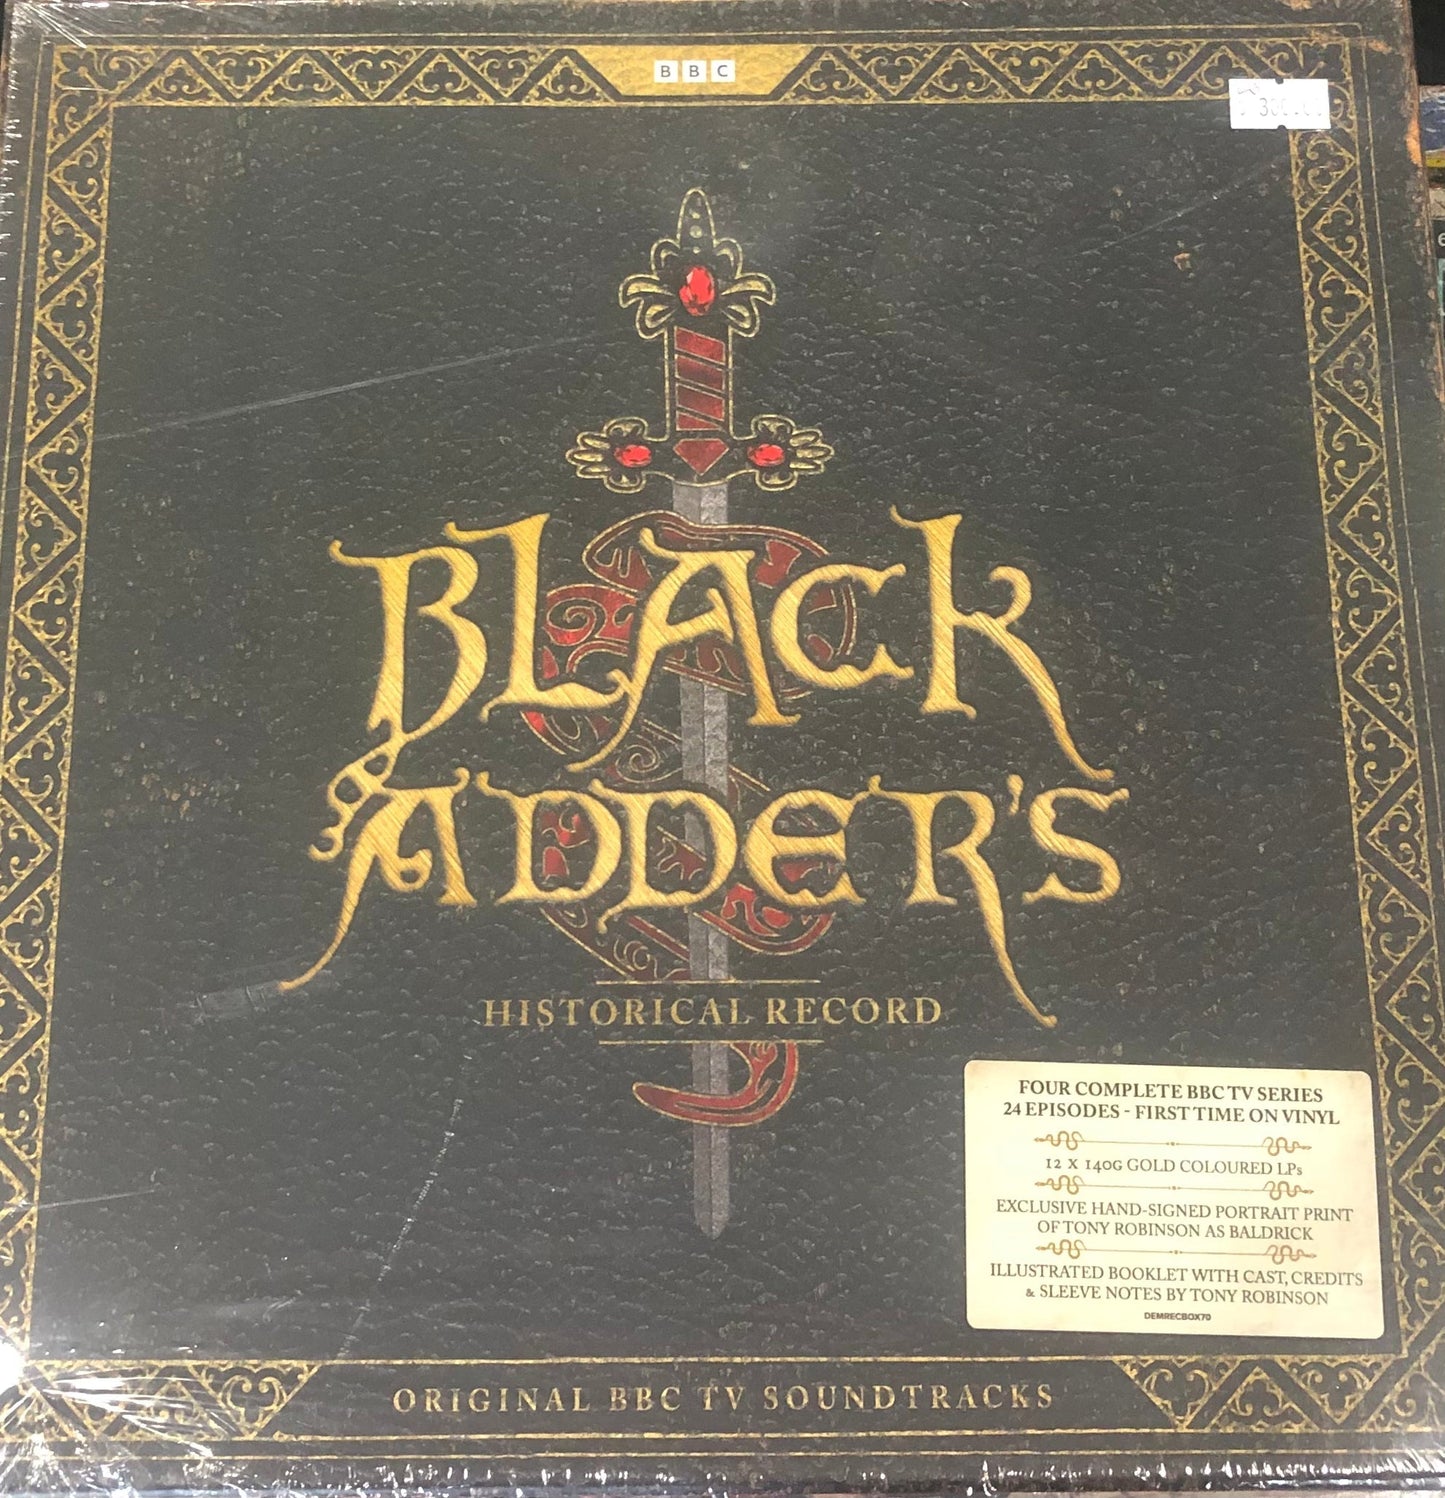 BBC
BLACK
ADDER'S
HISTORICAL RECORD
FOUR COMPLETE BBC TV SERIES
24 EPISODES - FIRST TIME ON VINYL
12 X 140G GOLD COLOURED LPs
EXCLUSIVE HAND-SIGNED PORTRAIT PRINT
OF TONY ROBINSON AS BALDRICK
ILLUSTRATED BOOKLET WITH CAST, CREDITS
& SLEEVE NOTES BY TONY ROBINSON
DEMRECBOX70
ORIGINAL BBC TV SOUNDTRACKS